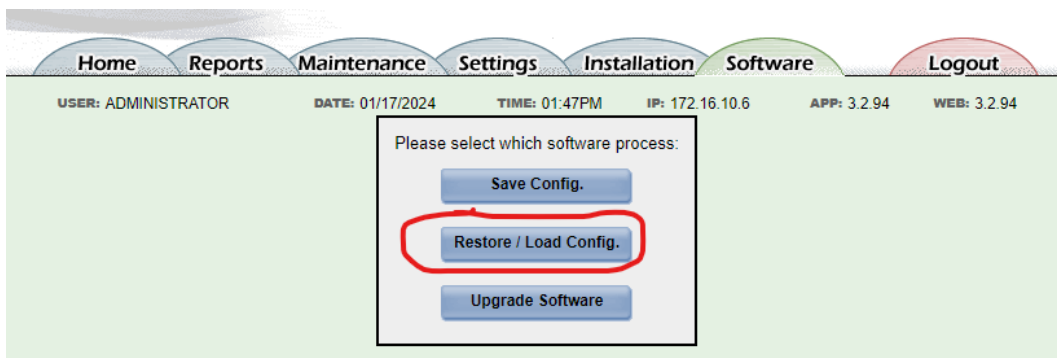 Home Reports Maintenance Settings Installation Software Logout
USER: ADMINISTRATOR DATE: 01/17/2024 TIME: 01:47PM IP: 172.16.10.6 APP: 3.2.94 WEB: 3.2.94
Please select which software process:
Save Config.
Restore / Load Config.
Upgrade Software